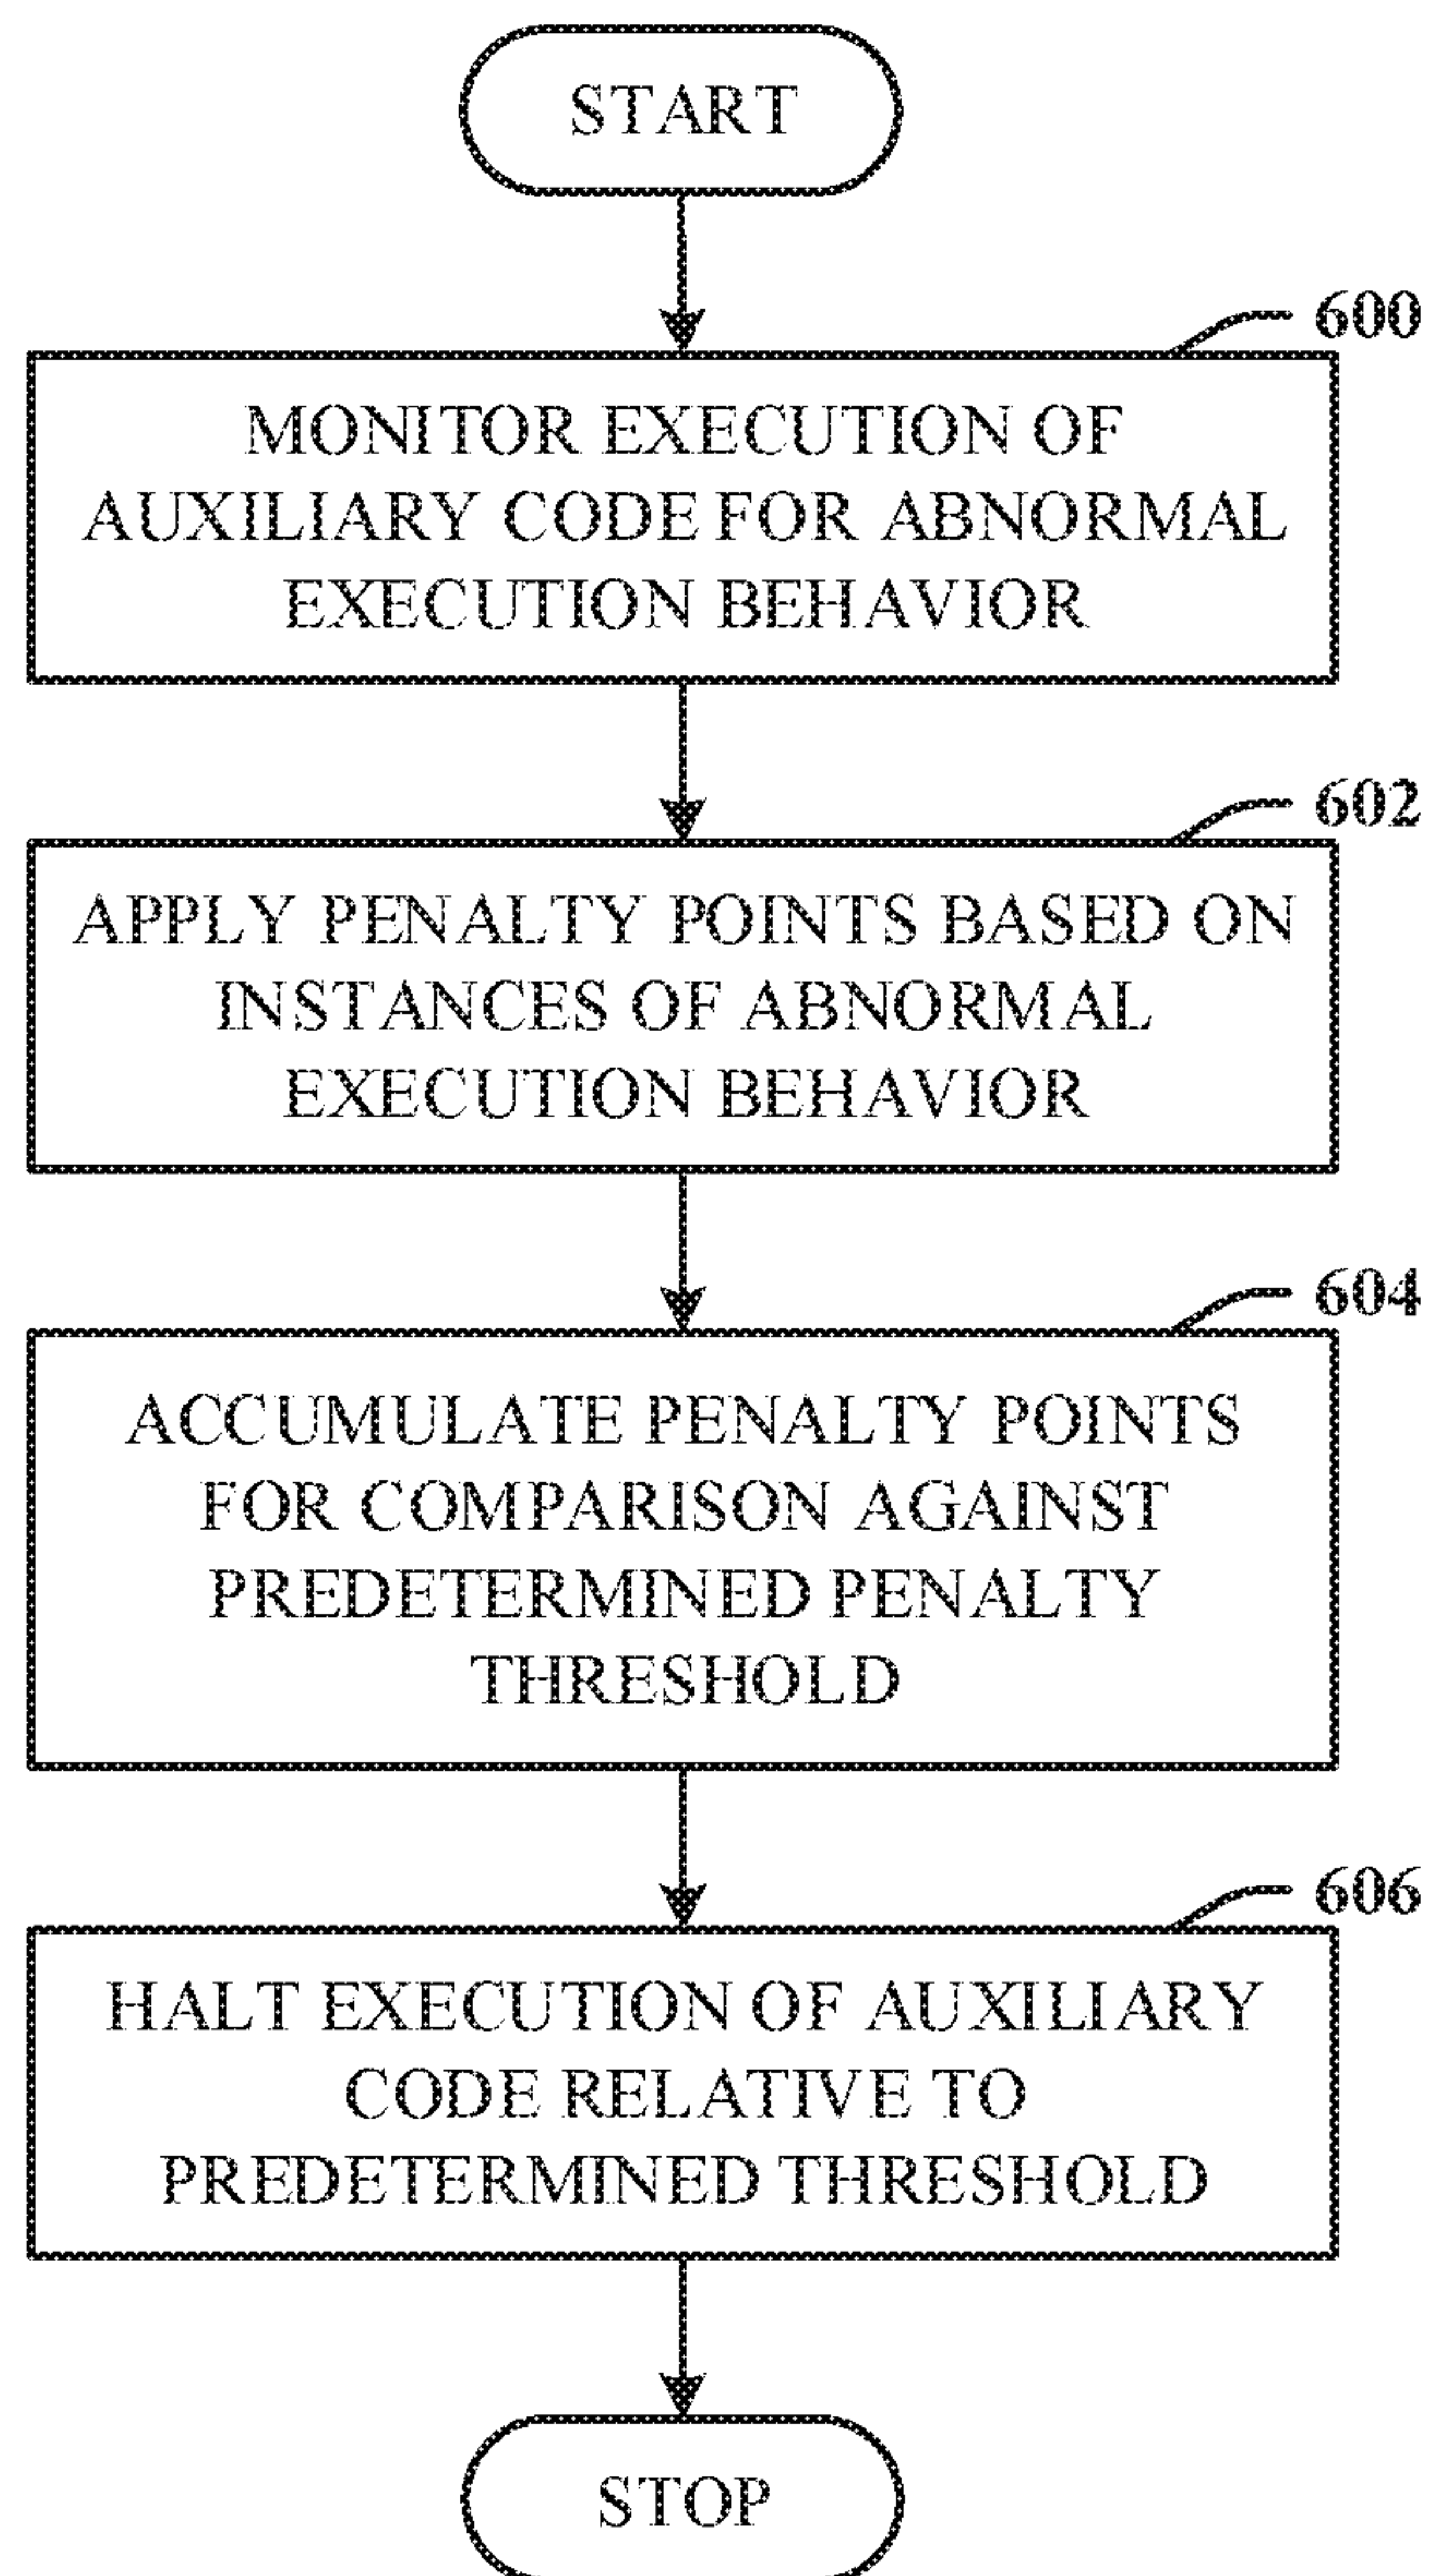 START
600
MONITOR EXECUTION OF
AUXILIARY CODE FOR ABNORMAL
EXECUTION BEHAVIOR
602
APPLY PENALTY POINTS BASED ON
INSTANCES OF ABNORMAL
EXECUTION BEHAVIOR
604
ACCUMULATE PENALTY POINTS
FOR COMPARISON AGAINST
PREDETERMINED PENALTY
THRESHOLD
606
HALT EXECUTION OF AUXILIARY
CODE RELATIVE TO
PREDETERMINED THRESHOLD
STOP